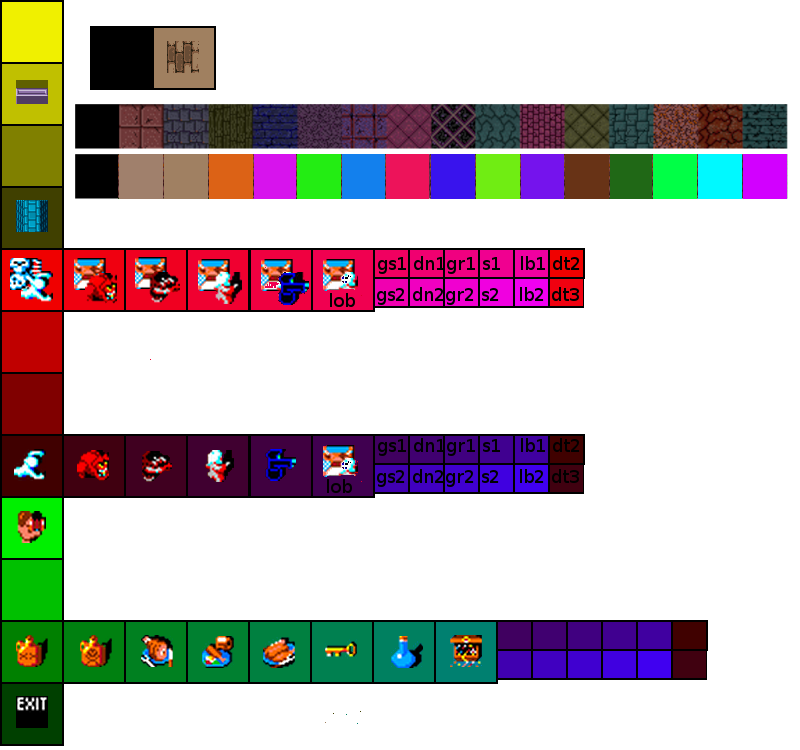 gs1 dn1 gr1 s1 lb1 dt2
lob gs2 dn2 gr2 s2 lb2 dt3
gs1 dn1 gr1 s1 lb1 dt2
lob gs2 dn2 gr2 s2 lb2 dt3
EXIT